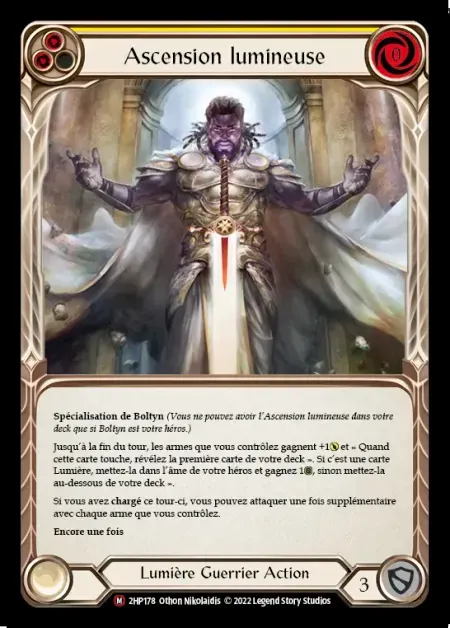 Ascension lumineuse
0
Spécialisation de Boltyn (Vous ne pouvez avoir l'Ascension lumineuse dans votre
deck que si Boltyn est votre héros.)
Jusqu'à la fin du tour, les armes que vous contrôlez gagnent +1 et « Quand
cette carte touche, révélez la première carte de votre deck ». Si c'est une carte
Lumière, mettez-la dans l'âme de votre héros et gagnez 1, sinon mettez-la
au-dessous de votre deck ».
Si vous avez chargé ce tour-ci, vous pouvez attaquer une fois supplémentaire
avec chaque arme que vous contrôlez.
Encore une fois
Lumière Guerrier Action
3
M 2HP178 Othon Nikolaidis © 2022 Legend Story Studios